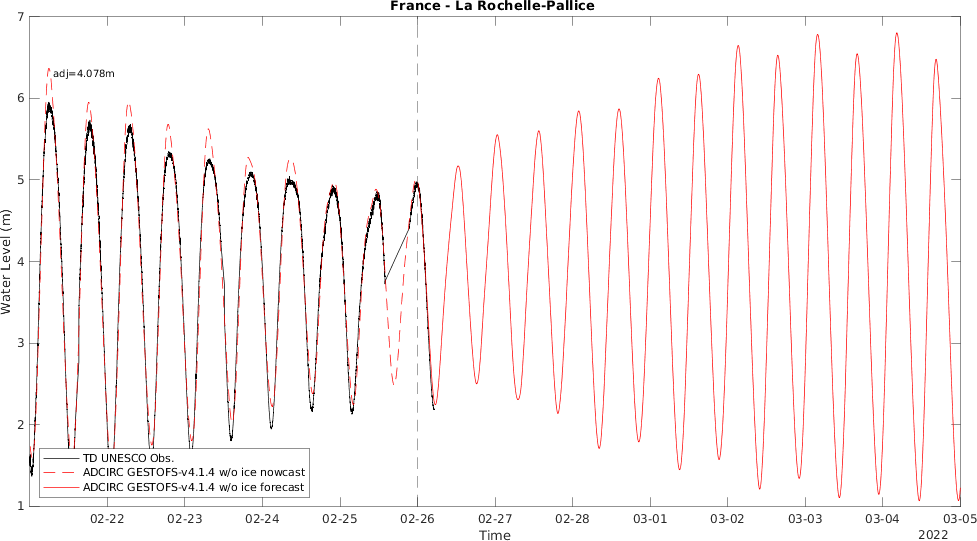 France - La Rochelle-Pallice
adj=4.078m
7
6
5
4
3
2
1
Water Level (m)
TD UNESCO Obs.
ADCIRC GESTOFS-v4.1.4 w/o ice nowcast
ADCIRC GESTOFS-v4.1.4 w/o ice forecast
02-22 02-23 02-24 02-25 02-26 02-27 02-28 03-01 03-02 03-03 03-04 03-05
Time
2022